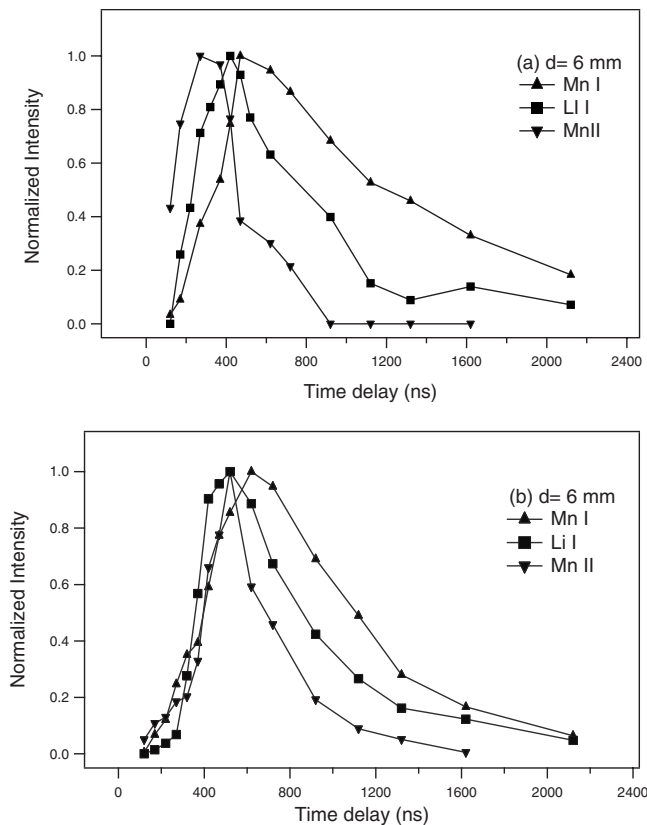 (a) d= 6 mm
Mn I
LI I
MnII
1.0
0.8
0.6
0.4
0.2
0.0
Normalized Intensity
0 400 800 1200 1600 2000 2400
Time delay (ns)
(b) d= 6 mm
Mn I
Li I
Mn II
1.0
0.8
0.6
0.4
0.2
0.0
Normalized Intensity
0 400 800 1200 1600 2000 2400
Time delay (ns)